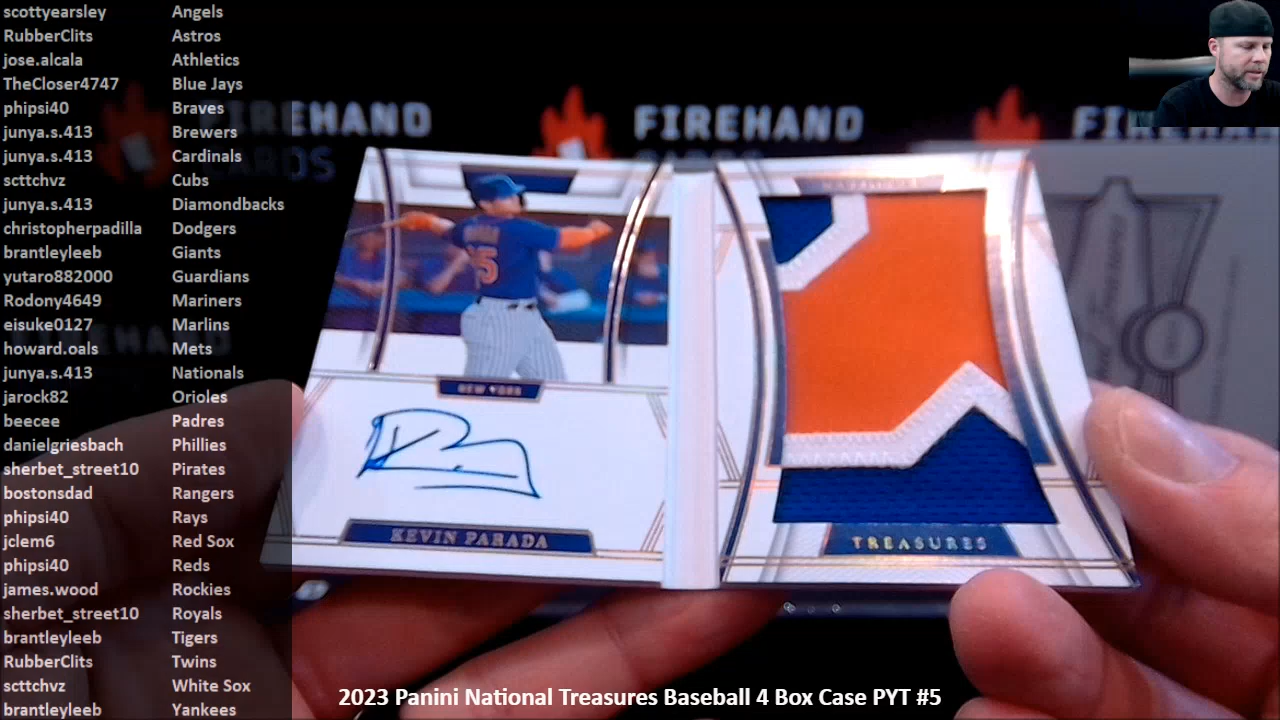 scottyearsley Angels
RubberClits Astros
jose.alcala Athletics
TheCloser4747 Blue Jays
phipsi40 Braves
junya.s.413 Brewers
junya.s.413 Cardinals
scttchvz Cubs
junya.s.413 Diamondbacks
christopherpadilla Dodgers
brantleyleeb Giants
yutaro882000 Guardians
Rodony4649 Mariners
eisuke0127 Marlins
howard.oals Mets
junya.s.413 Nationals
jarock82 Orioles
beecee Padres
danielgriesbach Phillies
sherbet_street10 Pirates
bostonsdad Rangers
phipsi40 Rays
jclem6 Red Sox
phipsi40 Reds
james.wood Rockies
sherbet_street10 Royals
brantleyleeb Tigers
RubberClits Twins
scttchvz White Sox
brantleyleeb Yankees
FIREHAND
CARDS
FIREHAND
FIREHAN
5
NEW YORK
KEVIN PARADA
NATIONAL
TREASURES
2023 Panini National Treasures Baseball 4 Box Case PYT #5